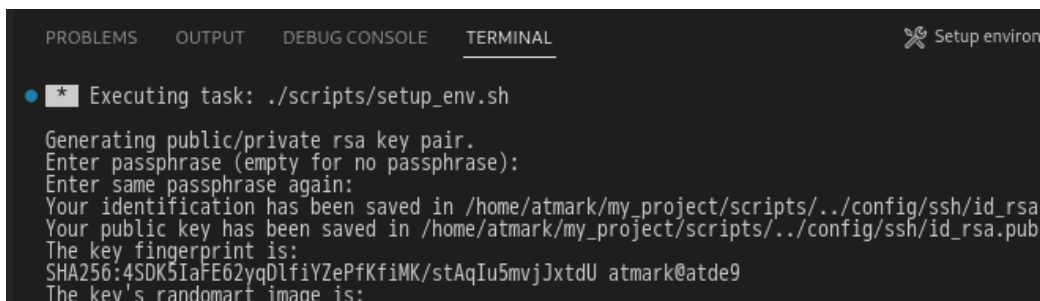 PROBLEMS OUTPUT DEBUG CONSOLE TERMINAL Setup environ
* Executing task: ./scripts/setup_env.sh
Generating public/private rsa key pair.
Enter passphrase (empty for no passphrase):
Enter same passphrase again:
Your identification has been saved in /home/atmark/my_project/scripts/../config/ssh/id_rsa
Your public key has been saved in /home/atmark/my_project/scripts/../config/ssh/id_rsa.pub
The key fingerprint is:
SHA256:4SDK5IaFE62yqDlfiYZePfKfiMK/stAqIu5mvjJxtdU atmark@atde9
The key's randomart image is: